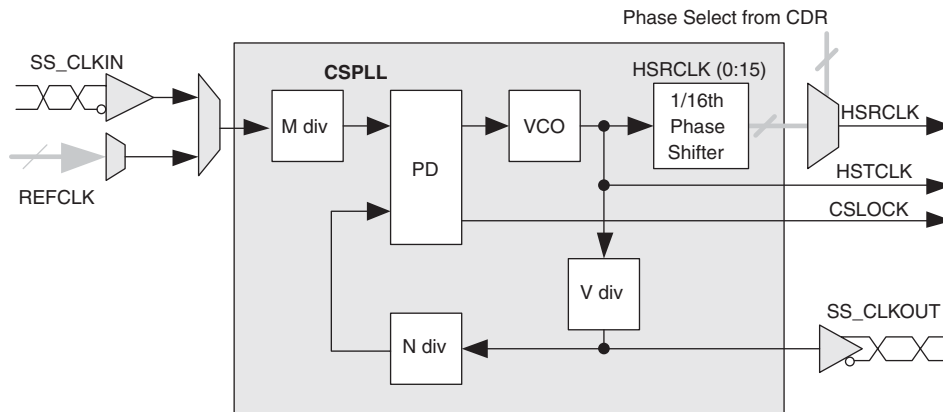 Phase Select from CDR
SS_CLKIN
CSPLL
HSRCLK (0:15)
M div
PD
VCO
1/16th
Phase
Shifter
HSRCLK
REFCLK
HSTCLK
CSLOCK
V div
N div
SS_CLKOUT